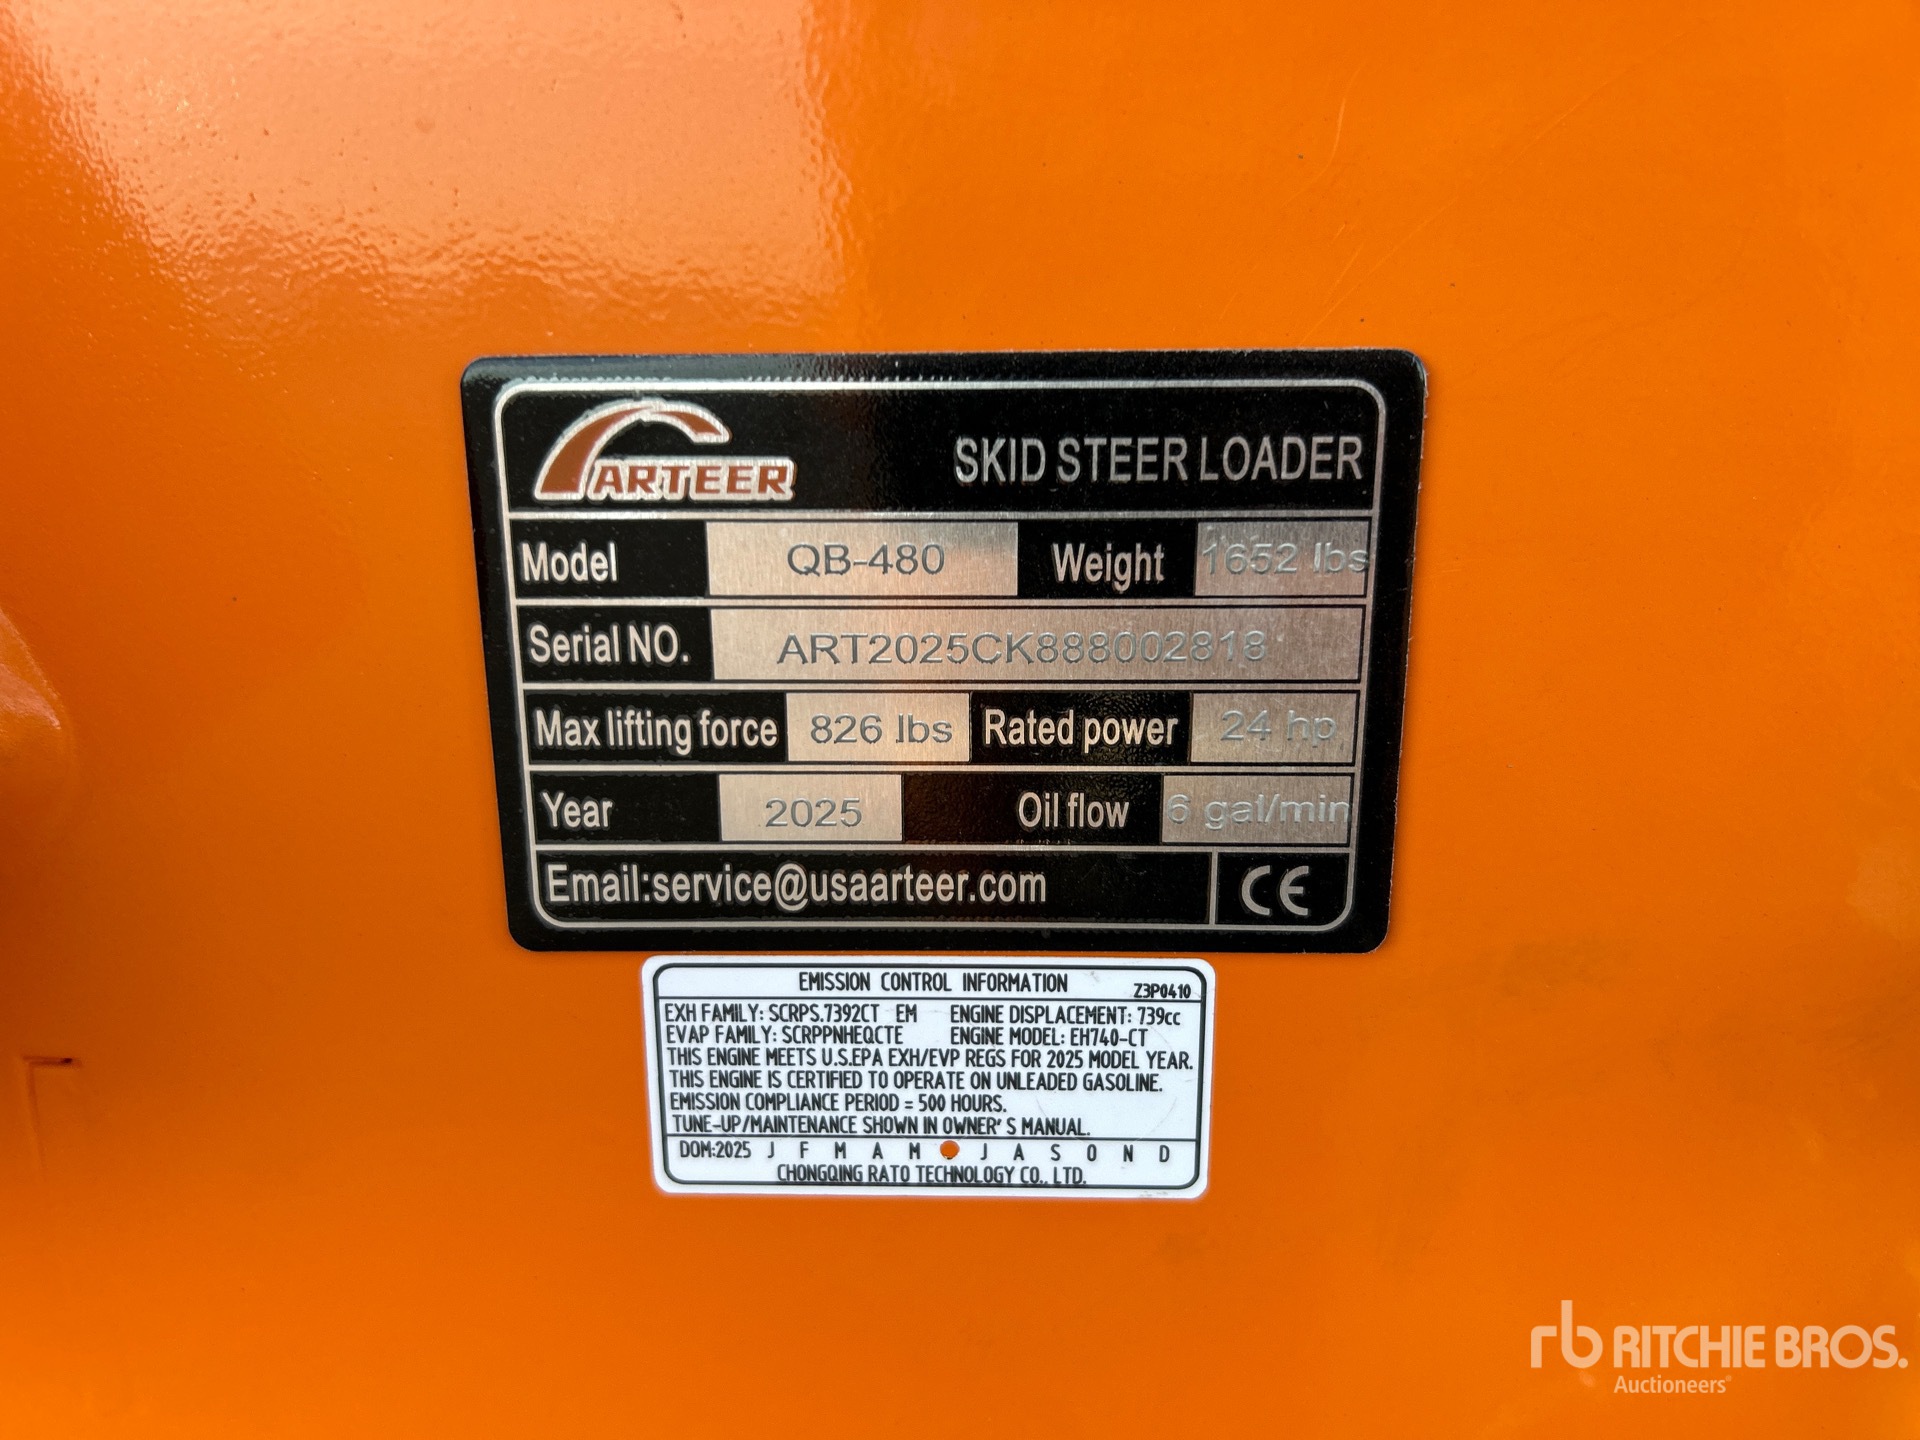 ARTEER SKID STEER LOADER
Model QB-480 Weight 1652 lbs
Serial NO. ART2025CK888002818
Max lifting force 826 lbs Rated power 24 hp
Year 2025 Oil flow 6 gal/min
Email:service@usaarteer.com CE
EMISSION CONTROL INFORMATION Z3P0410
EXH FAMILY: SCRPS.7392CT EM ENGINE DISPLACEMENT: 739cc
EVAP FAMILY: SCRPPNHEQCTE ENGINE MODEL: EH740-CT
THIS ENGINE MEETS U.S.EPA EXH/EVP REGS FOR 2025 MODEL YEAR.
THIS ENGINE IS CERTIFIED TO OPERATE ON UNLEADED GASOLINE.
EMISSION COMPLIANCE PERIOD = 500 HOURS.
TUNE-UP/MAINTENANCE SHOWN IN OWNER' S MANUAL.
DOM:2025 J F M A M J A S O N D
CHONGQING RATO TECHNOLOGY CO., LTD.
rb RITCHIE BROS.
Auctioneers